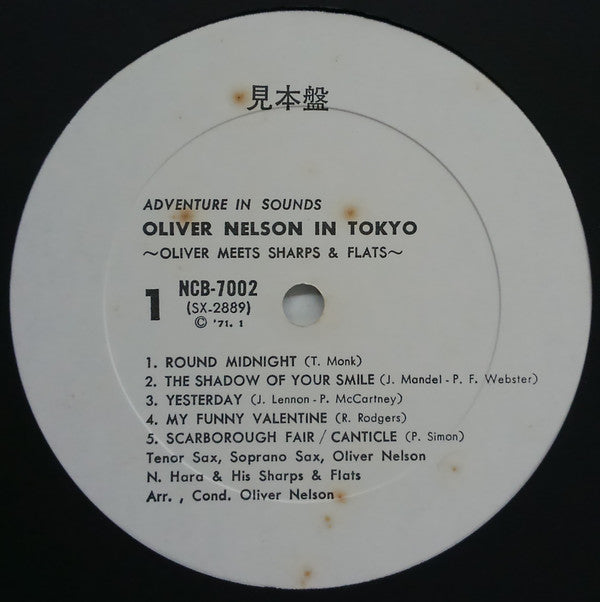 見本盤
ADVENTURE IN SOUNDS
OLIVER NELSON IN TOKYO
～OLIVER MEETS SHARPS & FLATS～
1 NCB-7002
(SX-2889)
© '71. 1
1. ROUND MIDNIGHT (T. Monk)
2. THE SHADOW OF YOUR SMILE (J. Mandel - P. F. Webster)
3. YESTERDAY (J. Lennon - P. McCartney)
4. MY FUNNY VALENTINE (R. Rodgers)
5. SCARBOROUGH FAIR / CANTICLE (P. Simon)
Tenor Sax, Soprano Sax, Oliver Nelson
N. Hara & His Sharps & Flats
Arr. , Cond. Oliver Nelson